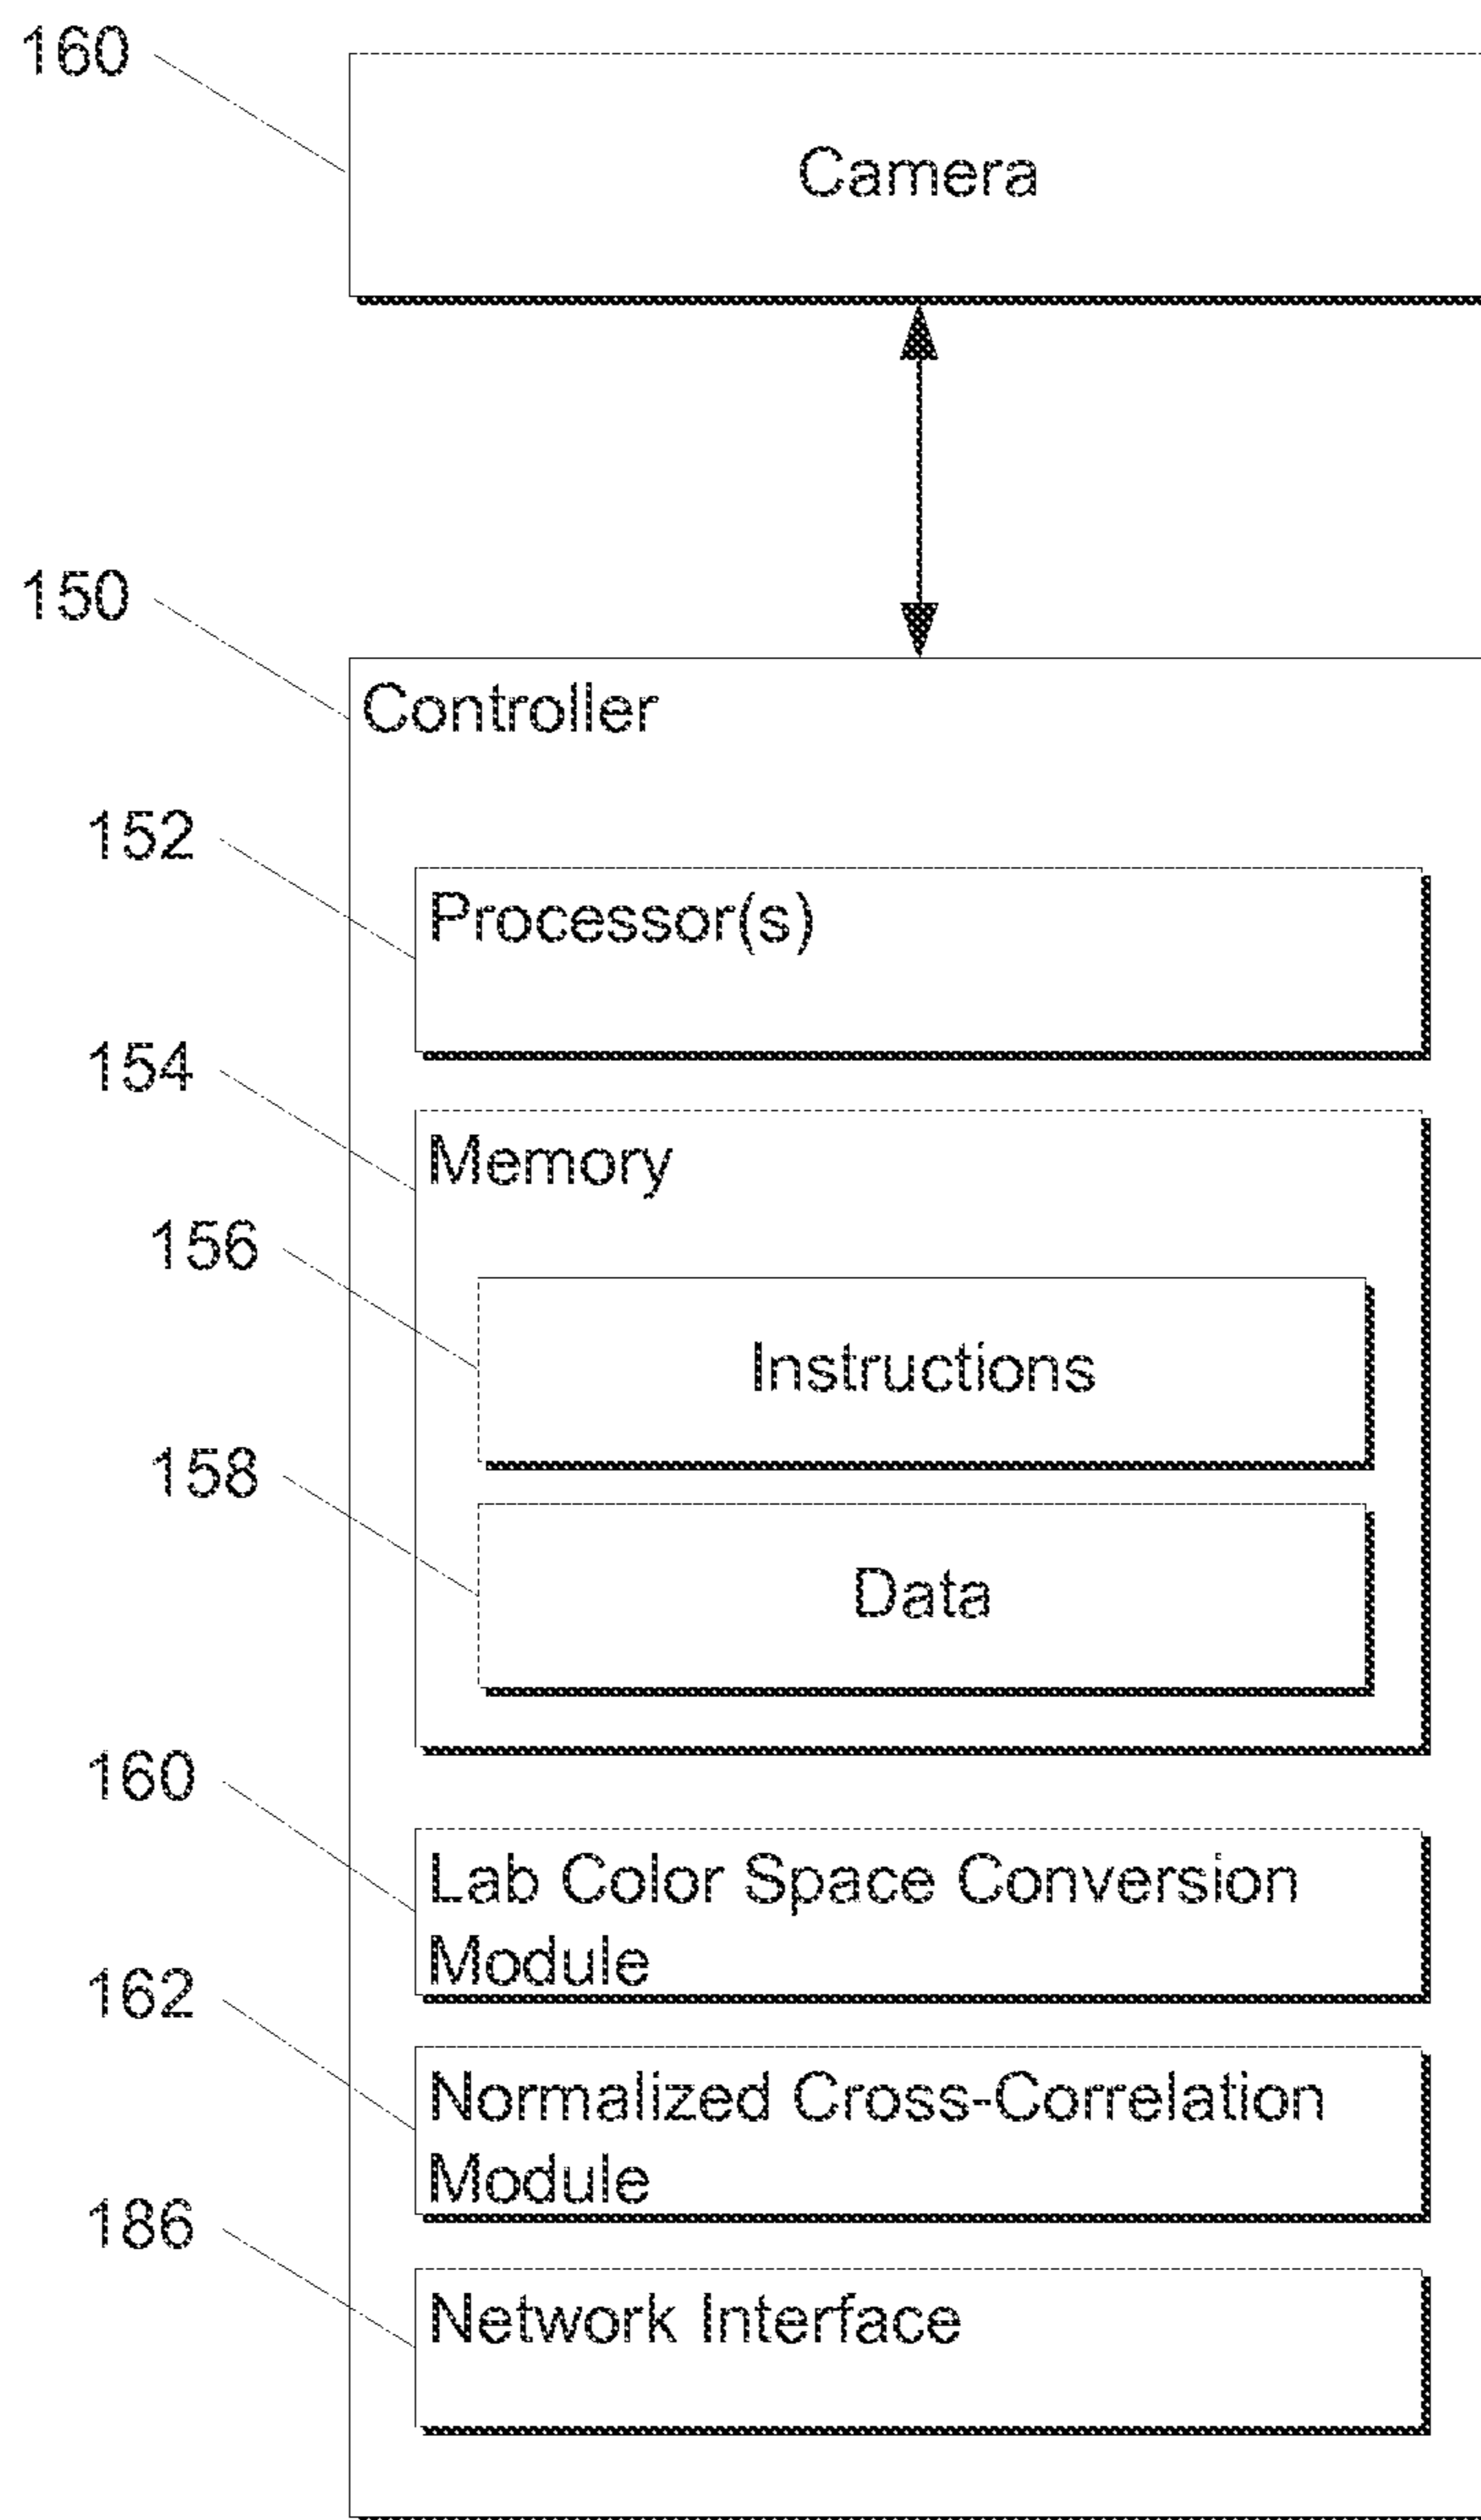 160
Camera
150
Controller
152
Processor(s)
154
Memory
156
Instructions
158
Data
160
Lab Color Space Conversion
Module
162
Normalized Cross-Correlation
Module
186
Network Interface